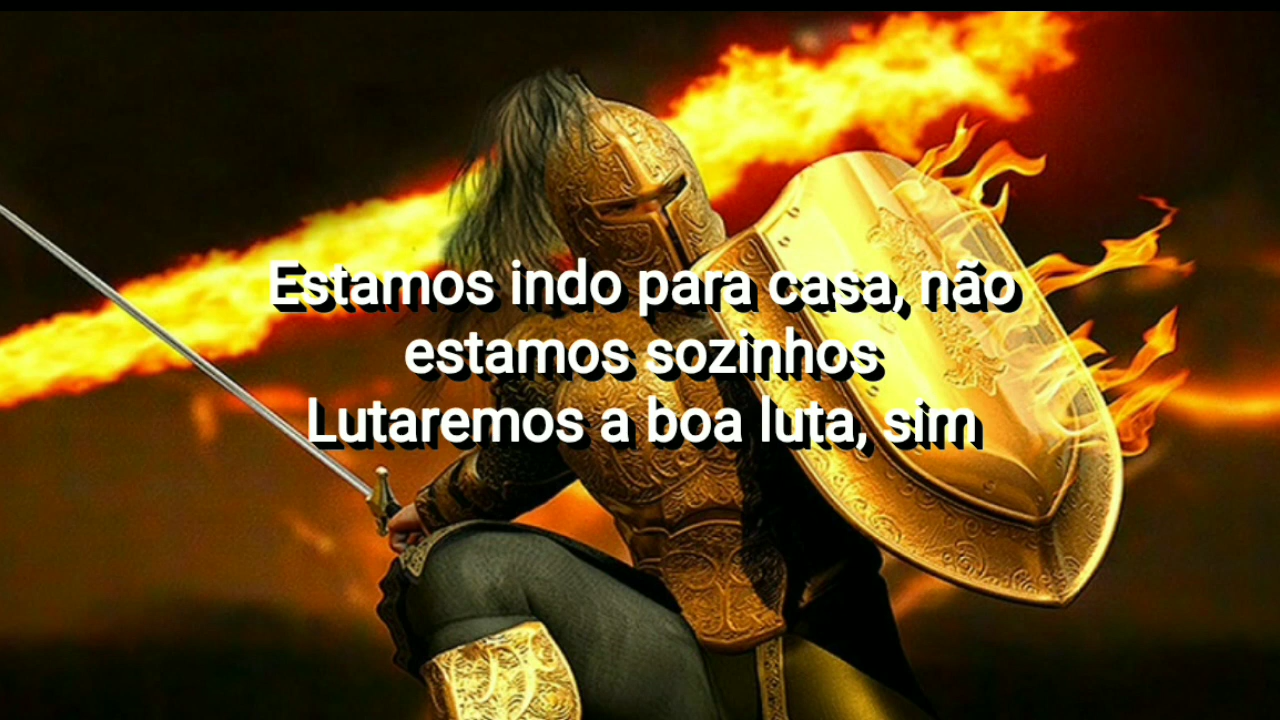 Estamos indo para casa, não
estamos sozinhos
Lutaremos a boa luta, sim